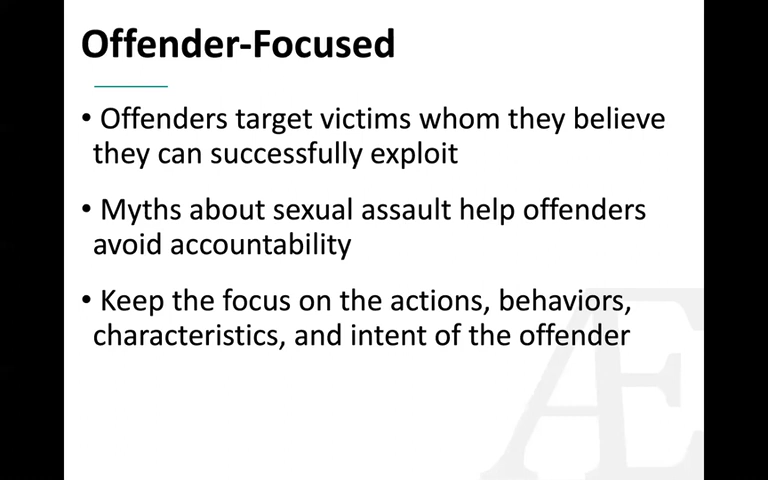 Offender-Focused
• Offenders target victims whom they believe
they can successfully exploit
• Myths about sexual assault help offenders
avoid accountability
• Keep the focus on the actions, behaviors,
characteristics, and intent of the offender
Æ